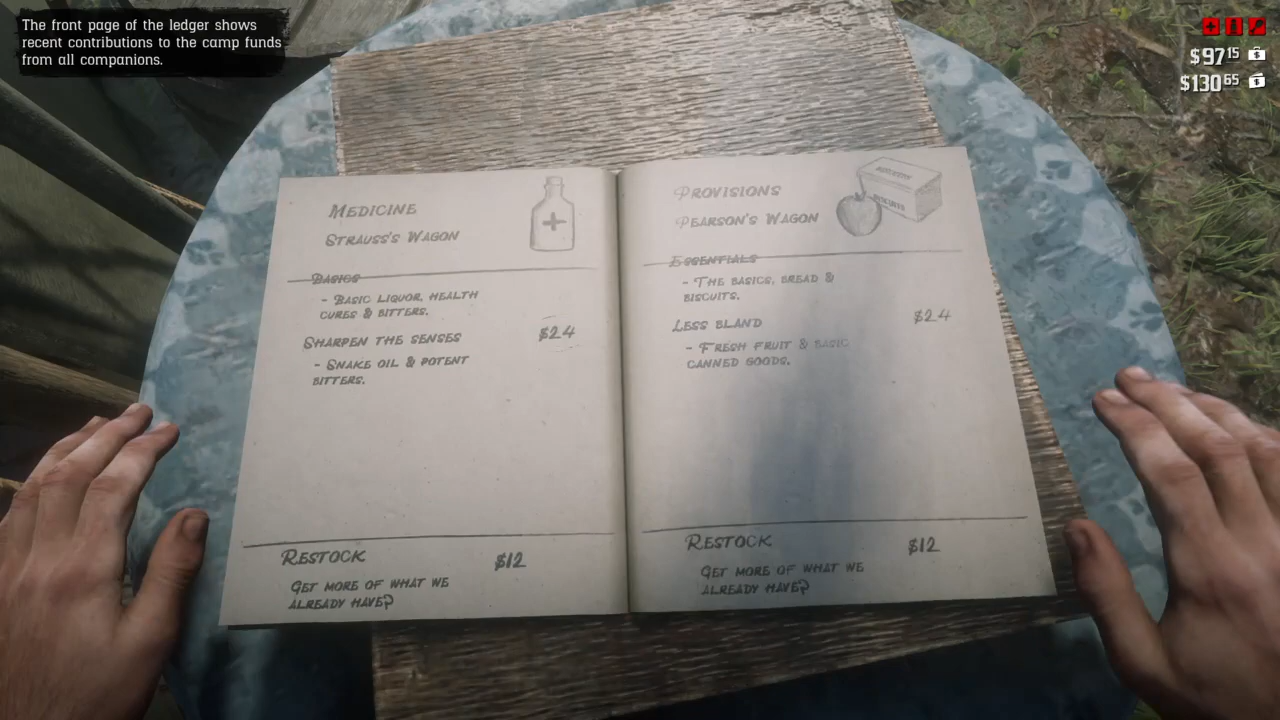 The front page of the ledger shows
recent contributions to the camp funds
from all companions.
$97 15
$130 65
Medicine
Strauss's Wagon
Basics
- Basic liquor, health
cures & bitters.
Sharpen the senses $24
- Snake oil & potent
bitters.
Restock $12
Get more of what we
already have?
Provisions
Pearson's Wagon
Biscuits
Essentials
- The basics, bread &
biscuits.
Less bland $24
- Fresh fruit & basic
canned goods.
Restock $12
Get more of what we
already have?